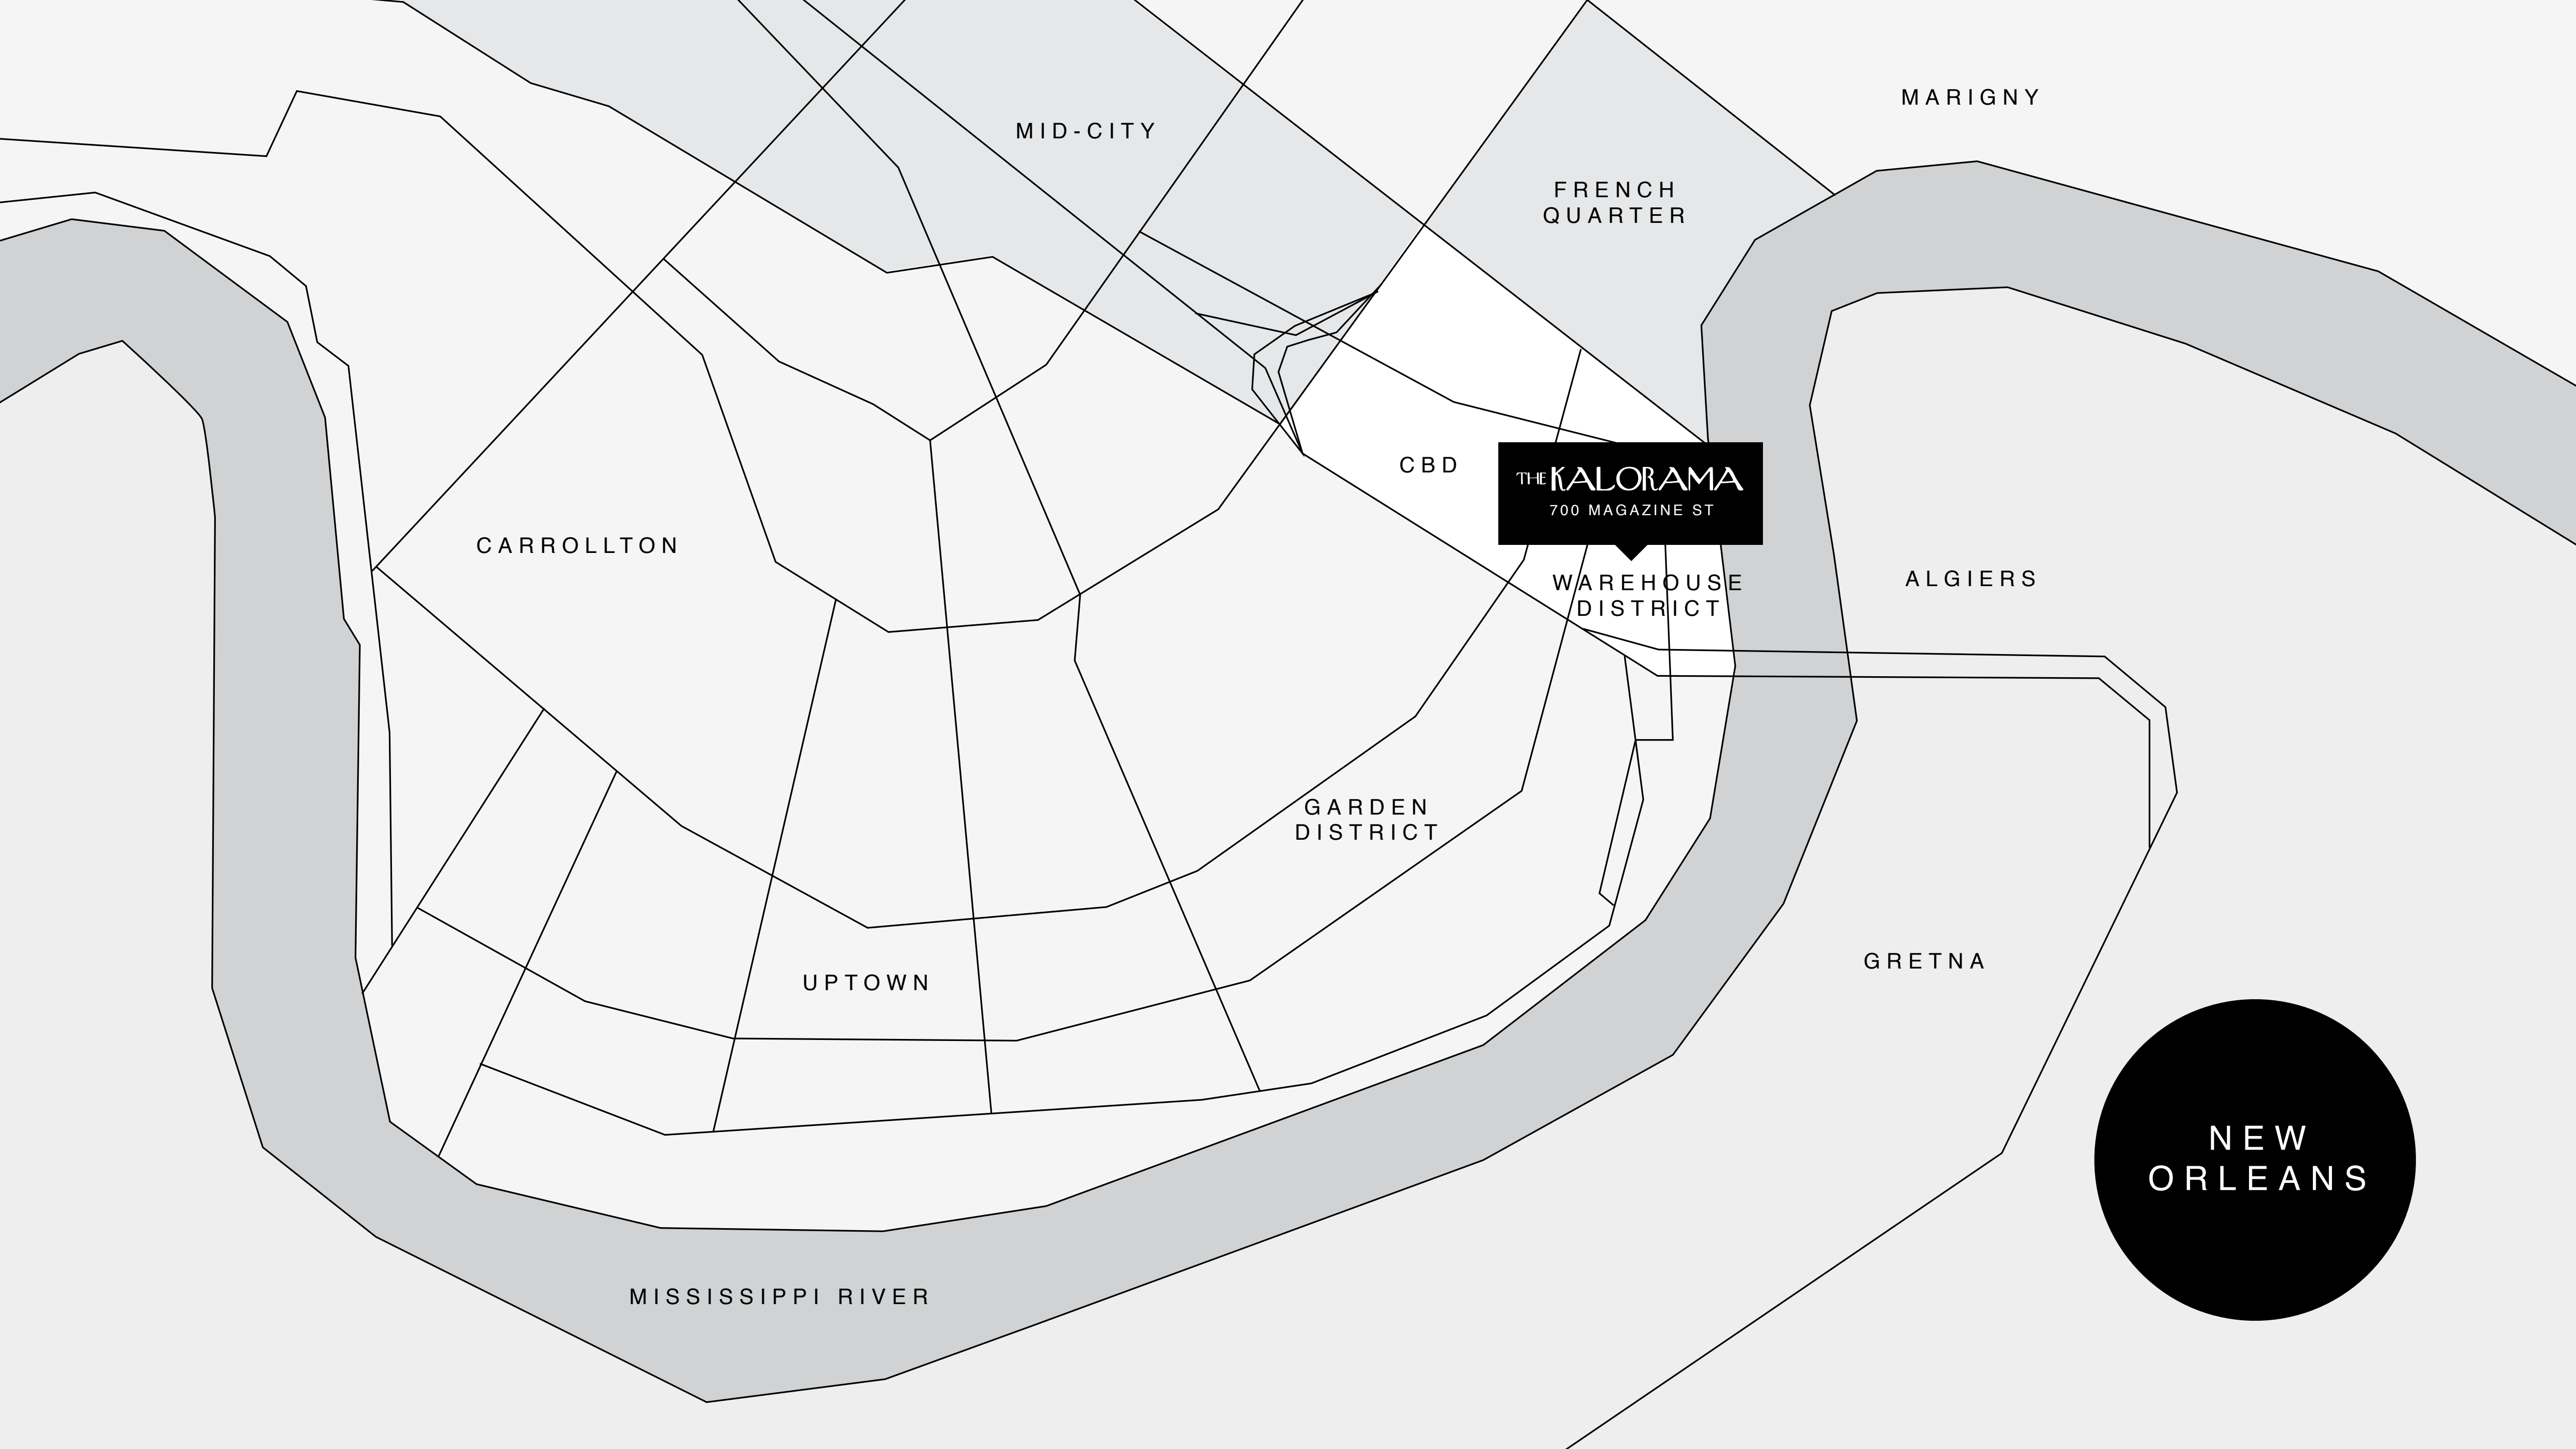 MARIGNY
MID-CITY
FRENCH
QUARTER
CBD
THE KALORAMA
700 MAGAZINE ST
CARROLLTON
WAREHOUSE
DISTRICT
ALGIERS
GARDEN
DISTRICT
UPTOWN
GRETNA
NEW
ORLEANS
MISSISSIPPI RIVER